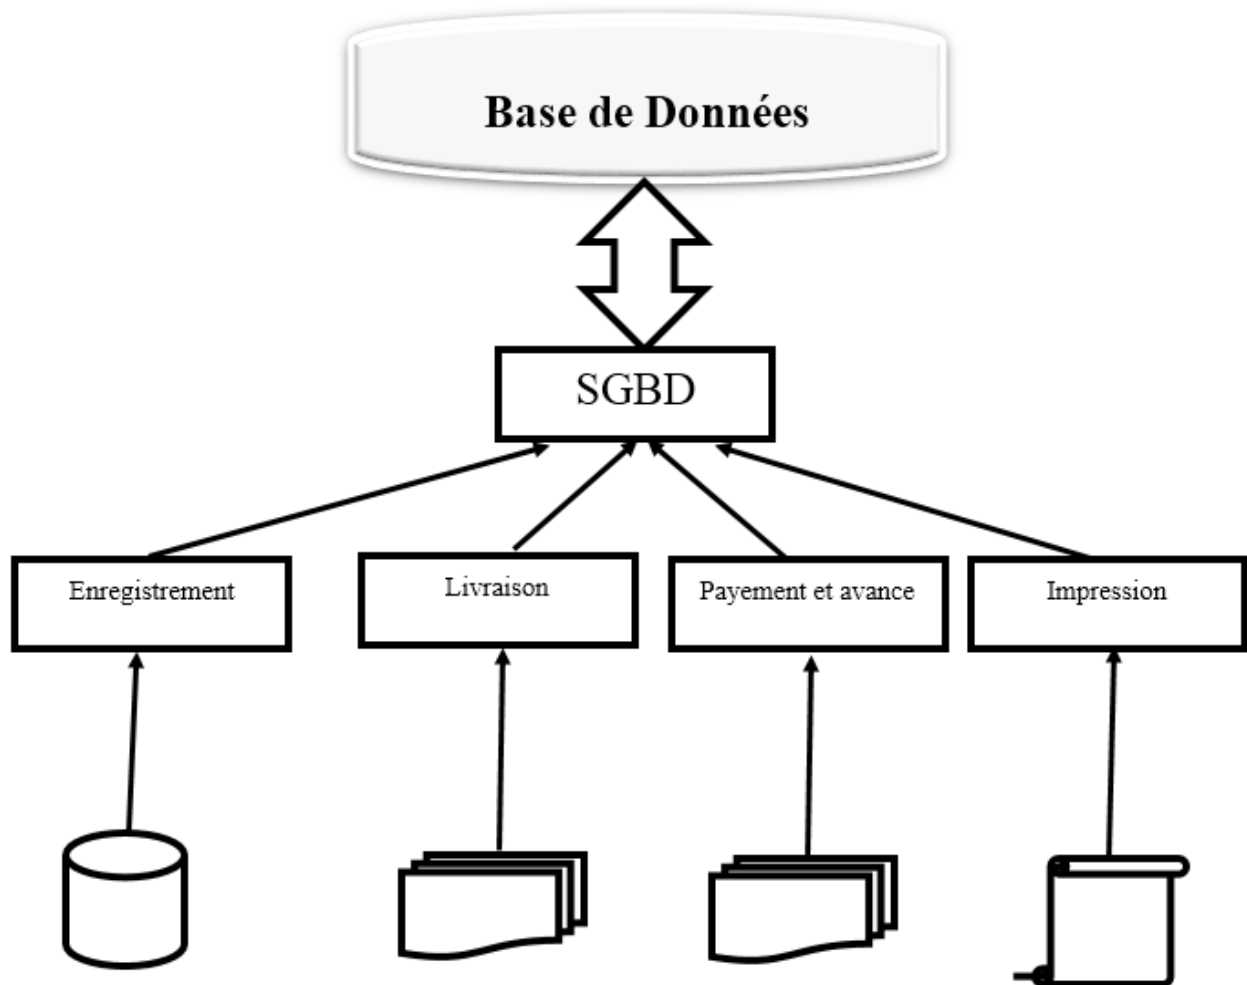 Base de Données
SGBD
Enregistrement
Livraison
Payement et avance
Impression